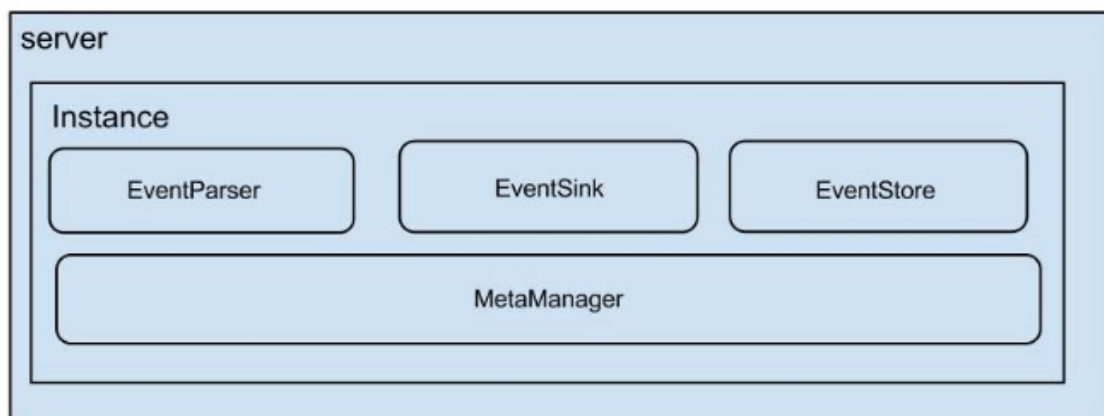 server
Instance
EventParser
EventSink
EventStore
MetaManager